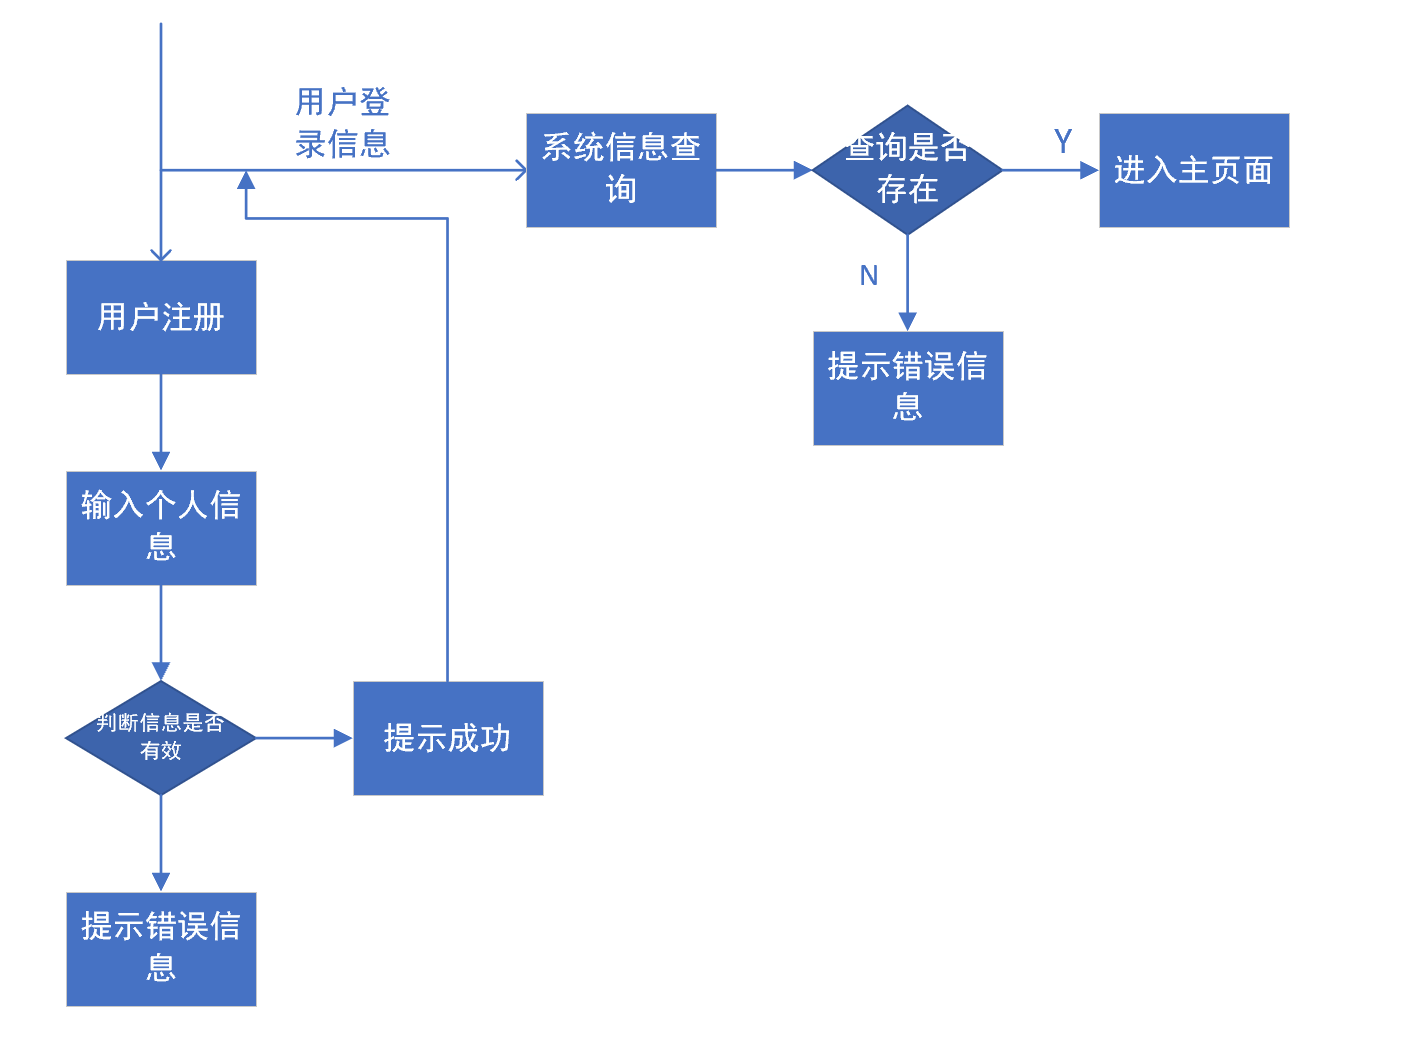 用户登
录信息
系统信息查
询
查询是否
存在
Y
进入主页面
N
提示错误信
息
用户注册
输入个人信
息
判断信息是否
有效
提示成功
提示错误信
息